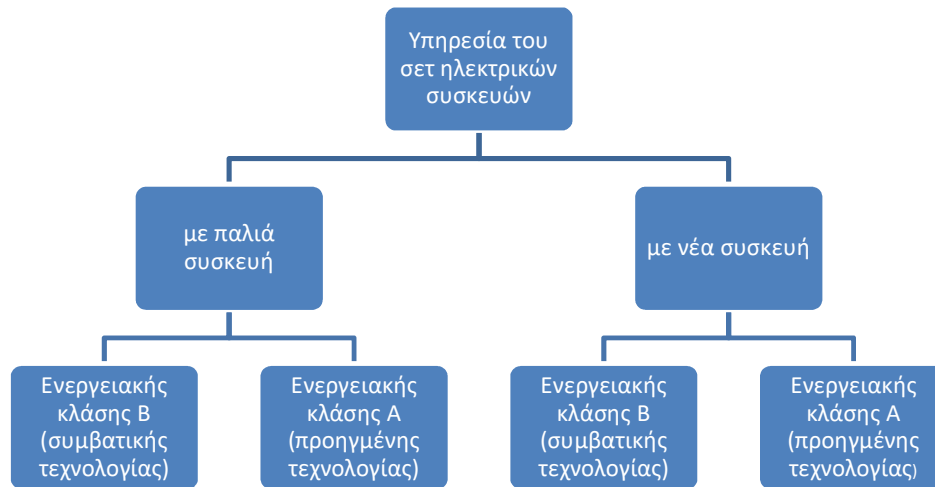 Υπηρεσία του
σετ ηλεκτρικών
συσκευών
με παλιά
συσκευή
με νέα συσκευή
Ενεργειακής
κλάσης Β
(συμβατικής
τεχνολογίας)
Ενεργειακής
κλάσης Α
(προηγμένης
τεχνολογίας)
Ενεργειακής
κλάσης Β
(συμβατικής
τεχνολογίας)
Ενεργειακής
κλάσης Α
(προηγμένης
τεχνολογίας)